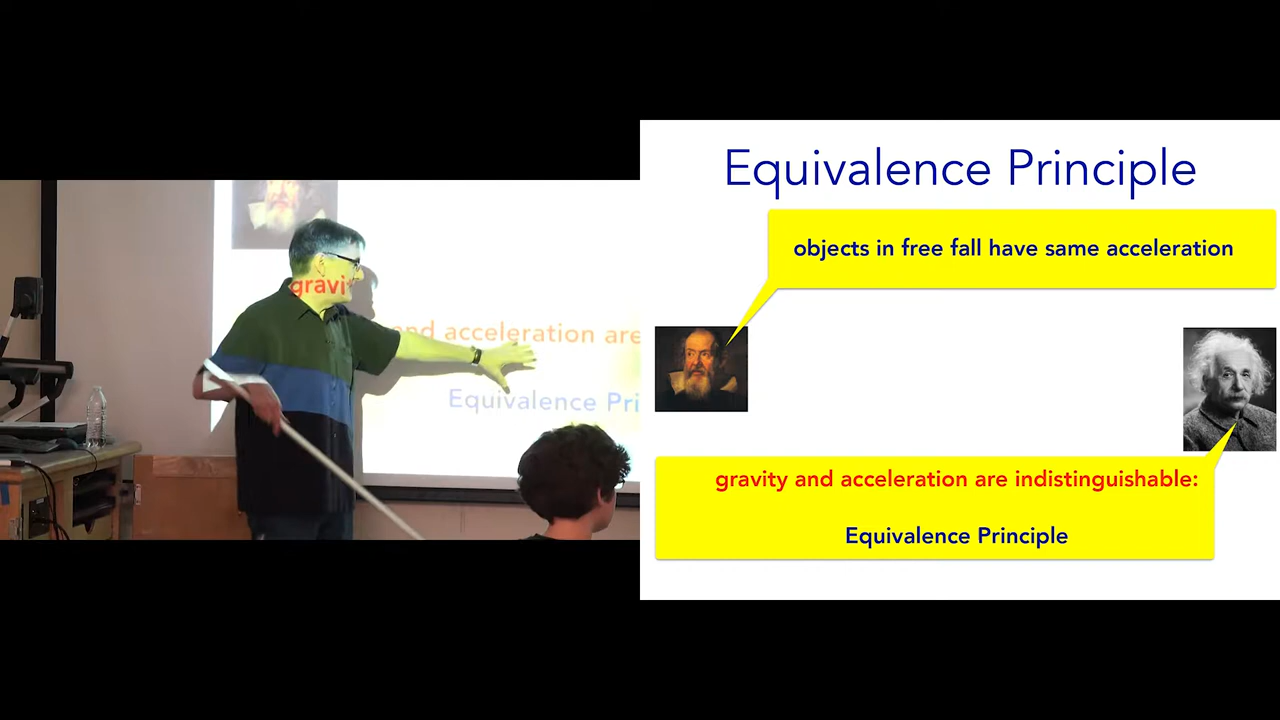 gravi
and acceleration are
Equivalence Pri
Equivalence Principle
objects in free fall have same acceleration
gravity and acceleration are indistinguishable:
Equivalence Principle